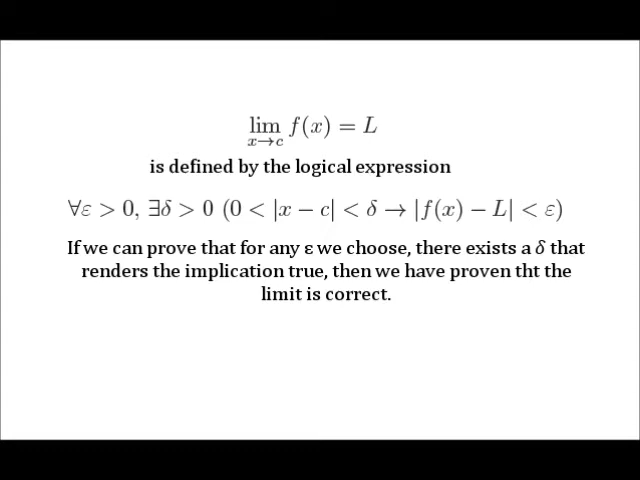 lim f(x) = L
x→c
is defined by the logical expression
∀ε > 0, ∃δ > 0 (0 < |x − c| < δ → |f(x) − L| < ε)
If we can prove that for any ε we choose, there exists a δ that
renders the implication true, then we have proven tht the
limit is correct.